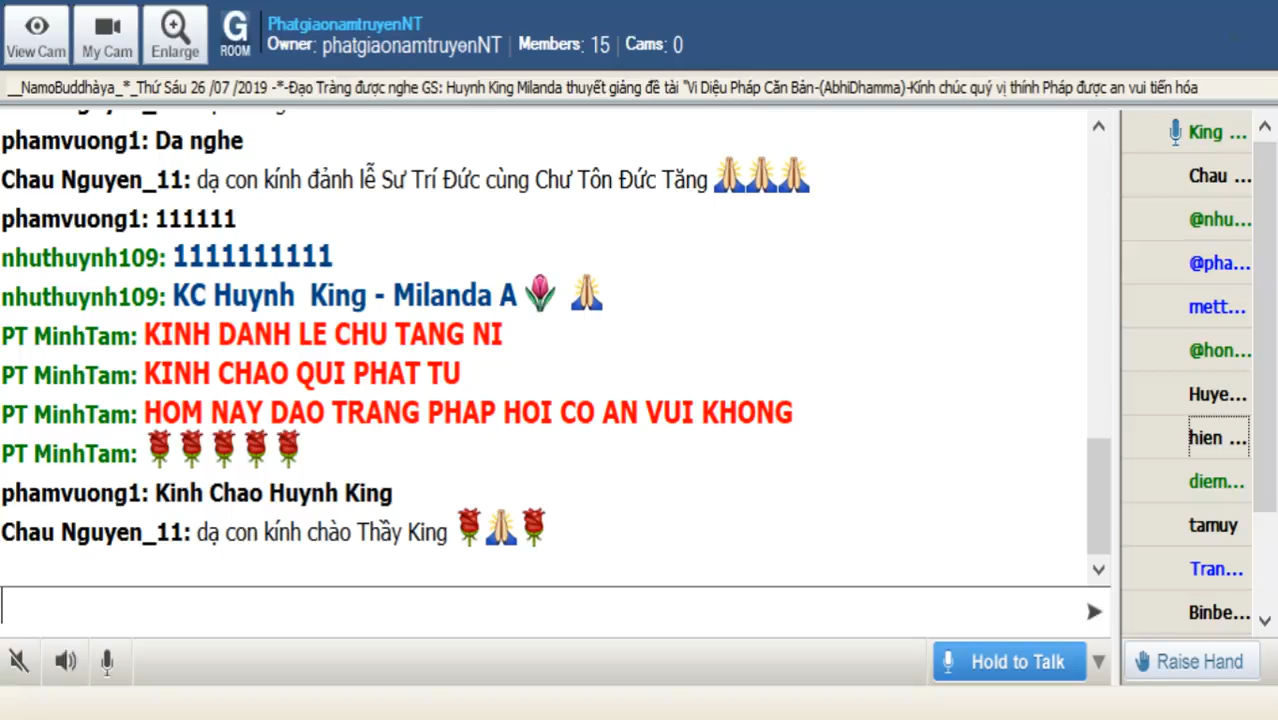 View Cam
My Cam
Enlarge
G
ROOM
PhatgiaonamtruyenNT
Owner: phatgiaonamtruyenNT | Members: 15 | Cams: 0
__NamoBuddhàya_*_Thứ Sáu 26 /07 /2019 -*-Đạo Tràng được nghe GS: Huynh King Milanda thuyết giảng đề tài "Vi Diệu Pháp Căn Bản-(AbhiDhamma)-Kính chúc quý vị thính Pháp được an vui tiến hóa
phamvuong1: Da nghe
Chau Nguyen_11: dạ con kính đảnh lễ Sư Trí Đức cùng Chư Tôn Đức Tăng
phamvuong1: 111111
nhuthuynh109: 1111111111
nhuthuynh109: KC Huynh King - Milanda A
PT MinhTam: KINH DANH LE CHU TANG NI
PT MinhTam: KINH CHAO QUI PHAT TU
PT MinhTam: HOM NAY DAO TRANG PHAP HOI CO AN VUI KHONG
PT MinhTam:
phamvuong1: Kinh Chao Huynh King
Chau Nguyen_11: dạ con kính chào Thầy King
King ...
Chau ...
@nhu...
@pha...
mett...
@hon...
Huye...
hien ...
diem...
tamuy
Tran...
Binbe...
Hold to Talk
Raise Hand